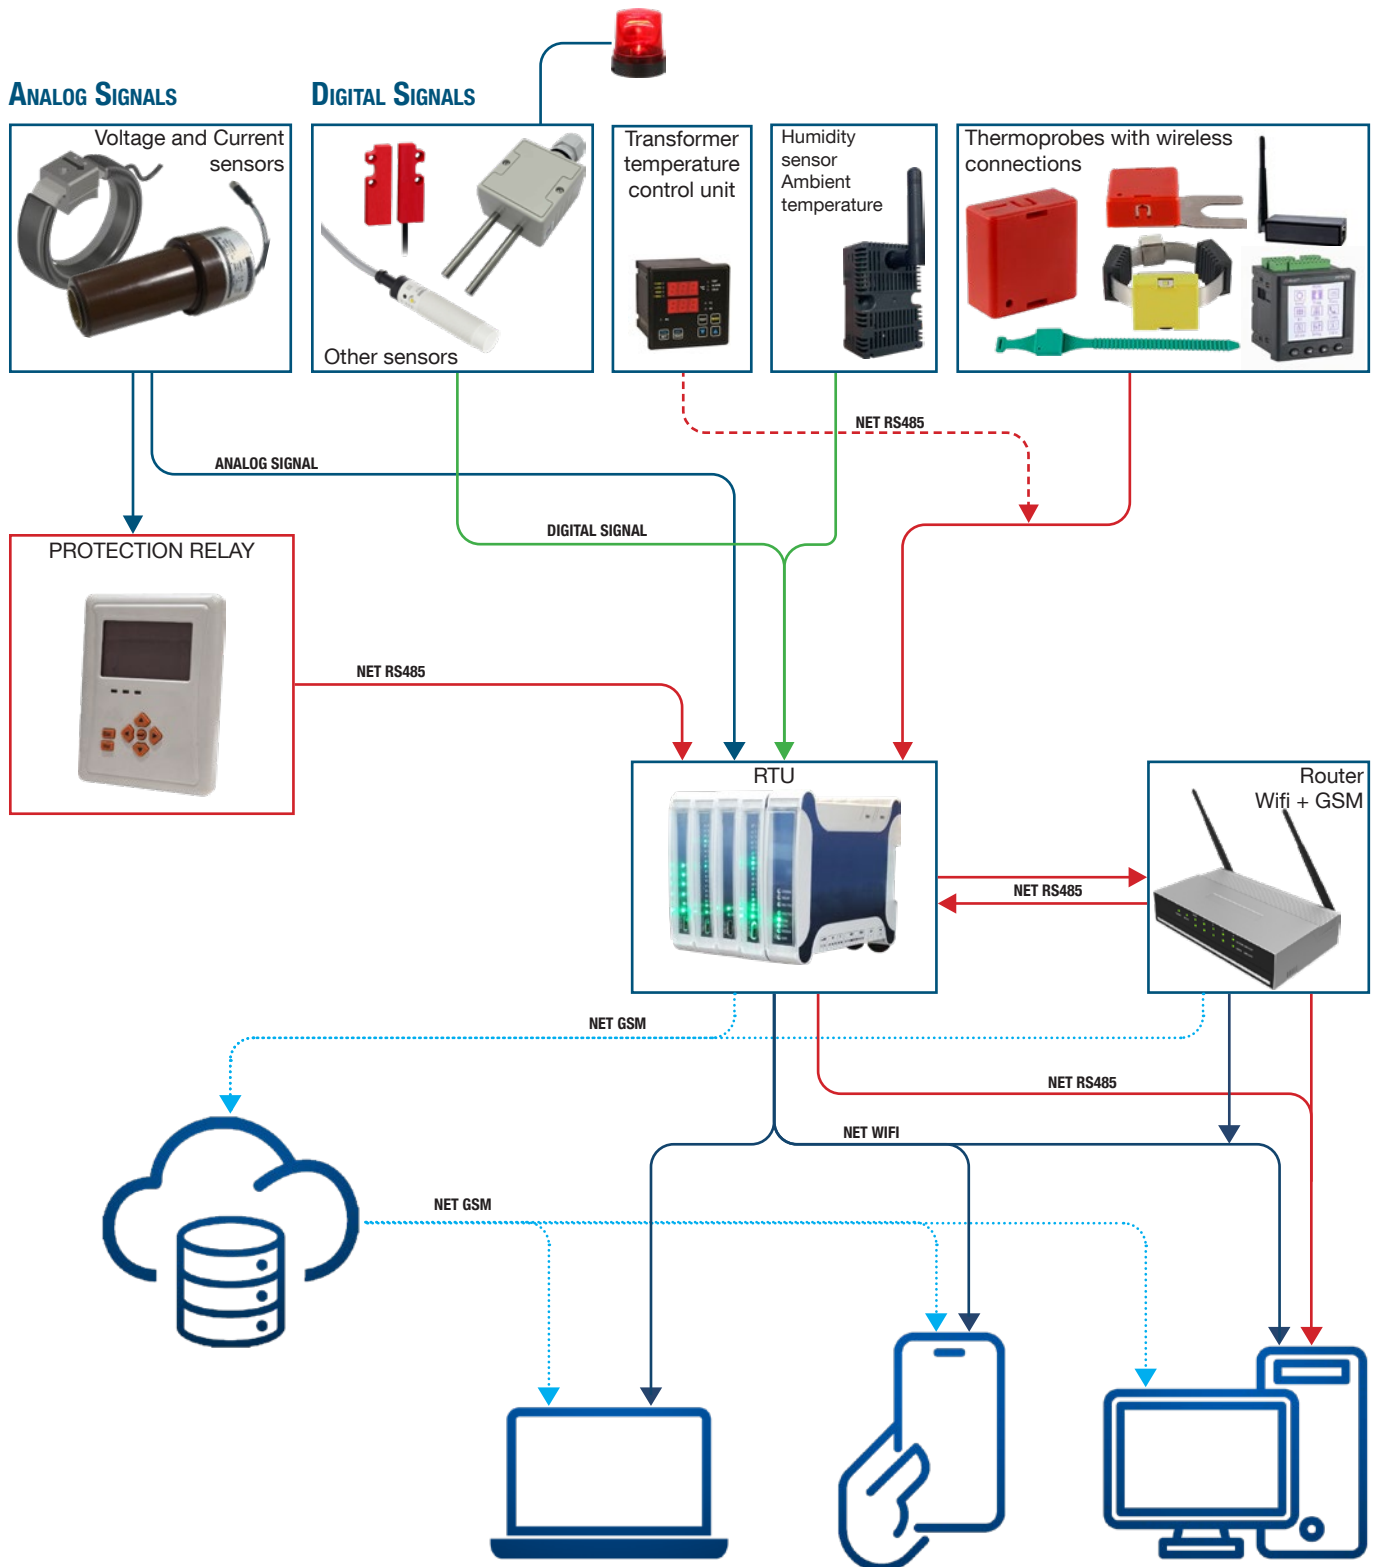 ANALOG SIGNALS
DIGITAL SIGNALS
Voltage and Current
sensors
Other sensors
Transformer
temperature
control unit
Humidity
sensor
Ambient
temperature
Thermoprobes with wireless
connections
NET RS485
ANALOG SIGNAL
DIGITAL SIGNAL
PROTECTION RELAY
NET RS485
RTU
Router
Wifi + GSM
NET RS485
NET GSM
NET RS485
NET WIFI
NET GSM